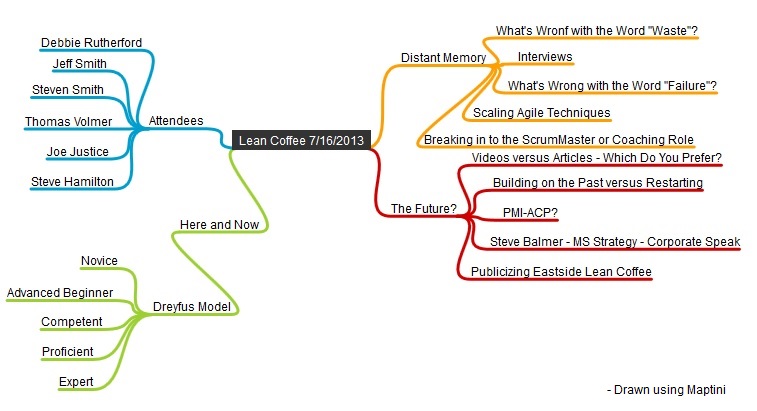 Lean Coffee 7/16/2013
Attendees
Debbie Rutherford
Jeff Smith
Steven Smith
Thomas Volmer
Joe Justice
Steve Hamilton
Here and Now
Dreyfus Model
Novice
Advanced Beginner
Competent
Proficient
Expert
Distant Memory
What's Wronf with the Word "Waste"?
Interviews
What's Wrong with the Word "Failure"?
Scaling Agile Techniques
Breaking in to the ScrumMaster or Coaching Role
The Future?
Videos versus Articles - Which Do You Prefer?
Building on the Past versus Restarting
PMI-ACP?
Steve Balmer - MS Strategy - Corporate Speak
Publicizing Eastside Lean Coffee
- Drawn using Maptini